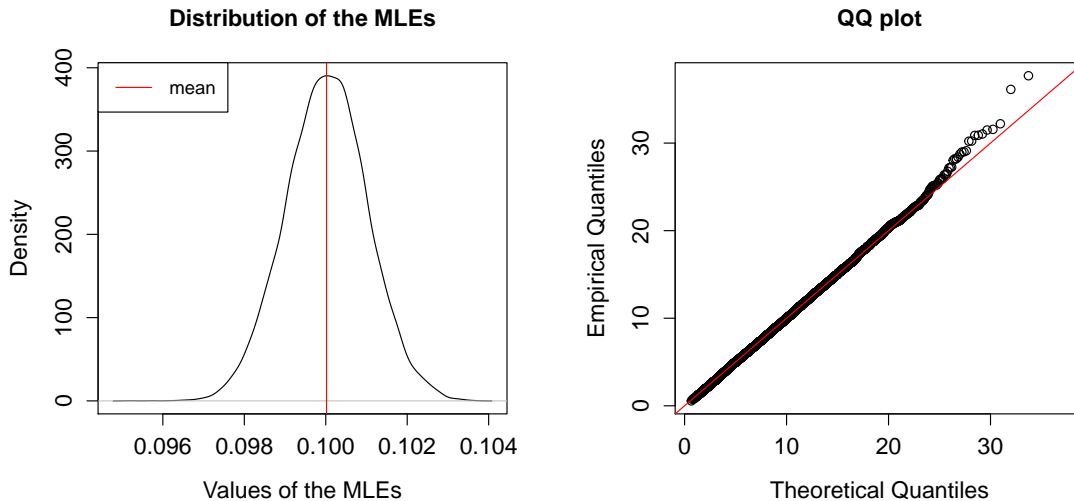 Distribution of the MLEs
mean
Density
0
100
200
300
400
0.096
0.098
0.100
0.102
0.104
Values of the MLEs
QQ plot
Empirical Quantiles
0
10
20
30
0
10
20
30
Theoretical Quantiles